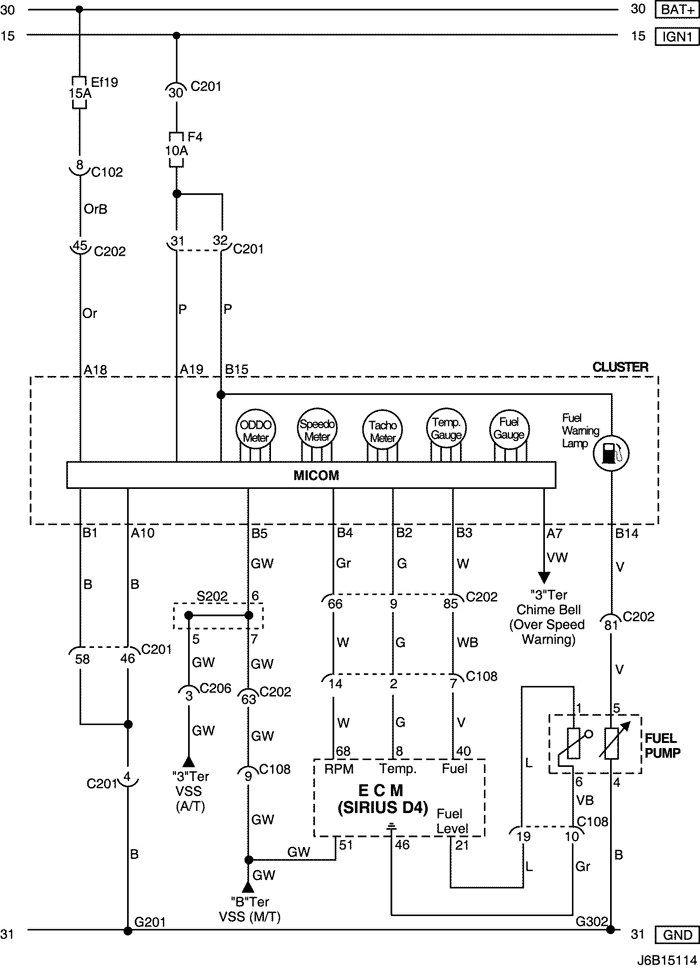 30 30 BAT+
15 15 IGN1
Ef19
15A
30 C201
F4
10A
8 C102
OrB
45 C202
31 32 C201
Or P P
A18 A19 B15
CLUSTER
ODDO Meter
Speedo Meter
Tacho Meter
Temp. Gauge
Fuel Gauge
Fuel Warning Lamp
MICOM
B1 A10 B5 B4 B2 B3 A7 B14
B B GW Gr G W VW V
"3"Ter
Chime Bell
(Over Speed
Warning)
S202 6
5 7
66 9 85 C202
81 C202
58 46 C201
GW GW W G WB V
3 C206
63 C202
14 2 7 C108
GW GW W G V
1 5
FUEL
PUMP
6 4
"3"Ter
VSS
(A/T)
C201 4
9 C108
68 8 40
RPM Temp. Fuel
E C M
(SIRIUS D4)
Fuel
Level
L VB
19 10 C108
GW
51 46 21
B GW GW L Gr B
"B"Ter
VSS (M/T)
G201 G302
31 31 GND
J6B15114